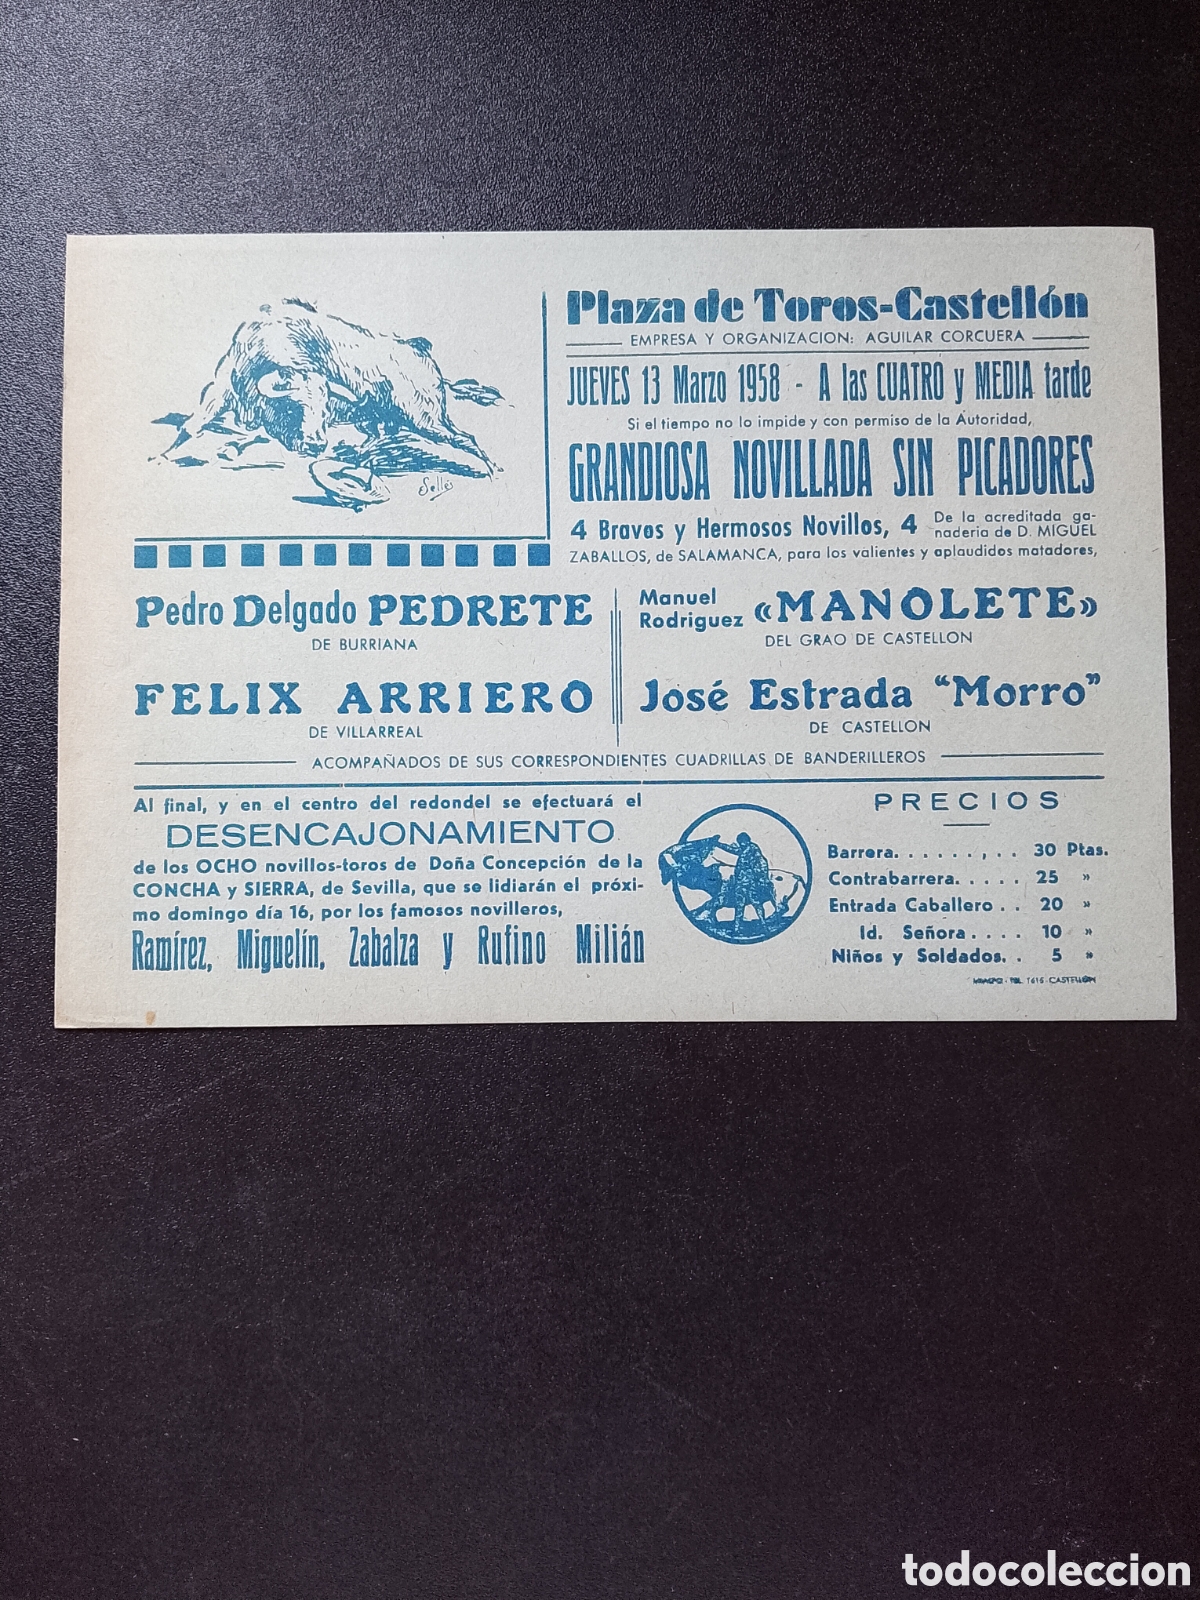 Plaza de Toros-Castellón
EMPRESA Y ORGANIZACION: AGUILAR CORCUERA
JUEVES 13 Marzo 1958 - A las CUATRO y MEDIA tarde
Si el tiempo no lo impide y con permiso de la Autoridad,
GRANDIOSA NOVILLADA SIN PICADORES
4 Bravos y Hermosos Novillos, 4 De la acreditada ga-
nadería de D. MIGUEL
ZABALLOS, de SALAMANCA, para los valientes y aplaudidos matadores,
Sellés
Pedro Delgado PEDRETE
DE BURRIANA
Manuel
Rodriguez «MANOLETE»
DEL GRAO DE CASTELLON
FELIX ARRIERO
DE VILLARREAL
José Estrada "Morro"
DE CASTELLON
ACOMPAÑADOS DE SUS CORRESPONDIENTES CUADRILLAS DE BANDERILLEROS
Al final, y en el centro del redondel se efectuará el
DESENCAJONAMIENTO
de los OCHO novillos-toros de Doña Concepción de la
CONCHA y SIERRA, de Sevilla, que se lidiarán el próxi-
mo domingo día 16, por los famosos novilleros,
Ramírez, Miguelín, Zabalza y Rufino Milián
PRECIOS
Barrera. . . . . . , . . 30 Ptas.
Contrabarrera. . . . . 25 »
Entrada Caballero . . 20 »
Id. Señora . . . . 10 »
Niños y Soldados. . 5 »
TEL. 1615 - CASTELLÓN
todocoleccion